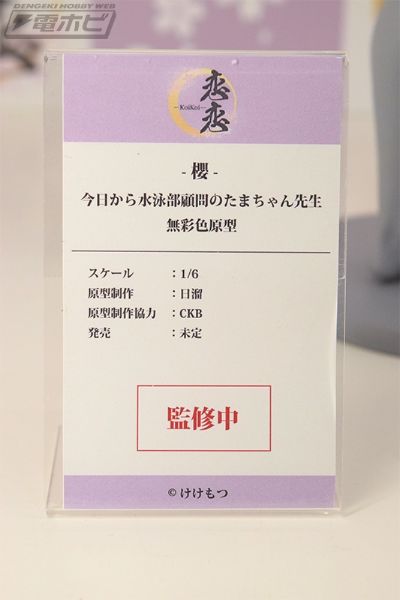 DENGEKI HOBBY WEB
電ホビ
恋恋
KoiKoi
- 櫻 -
今日から水泳部顧問のたまちゃん先生
無彩色原型
スケール ：1/6
原型制作 ：日溜
原型制作協力 ：CKB
発売 ：未定
監修中
©けけもつ